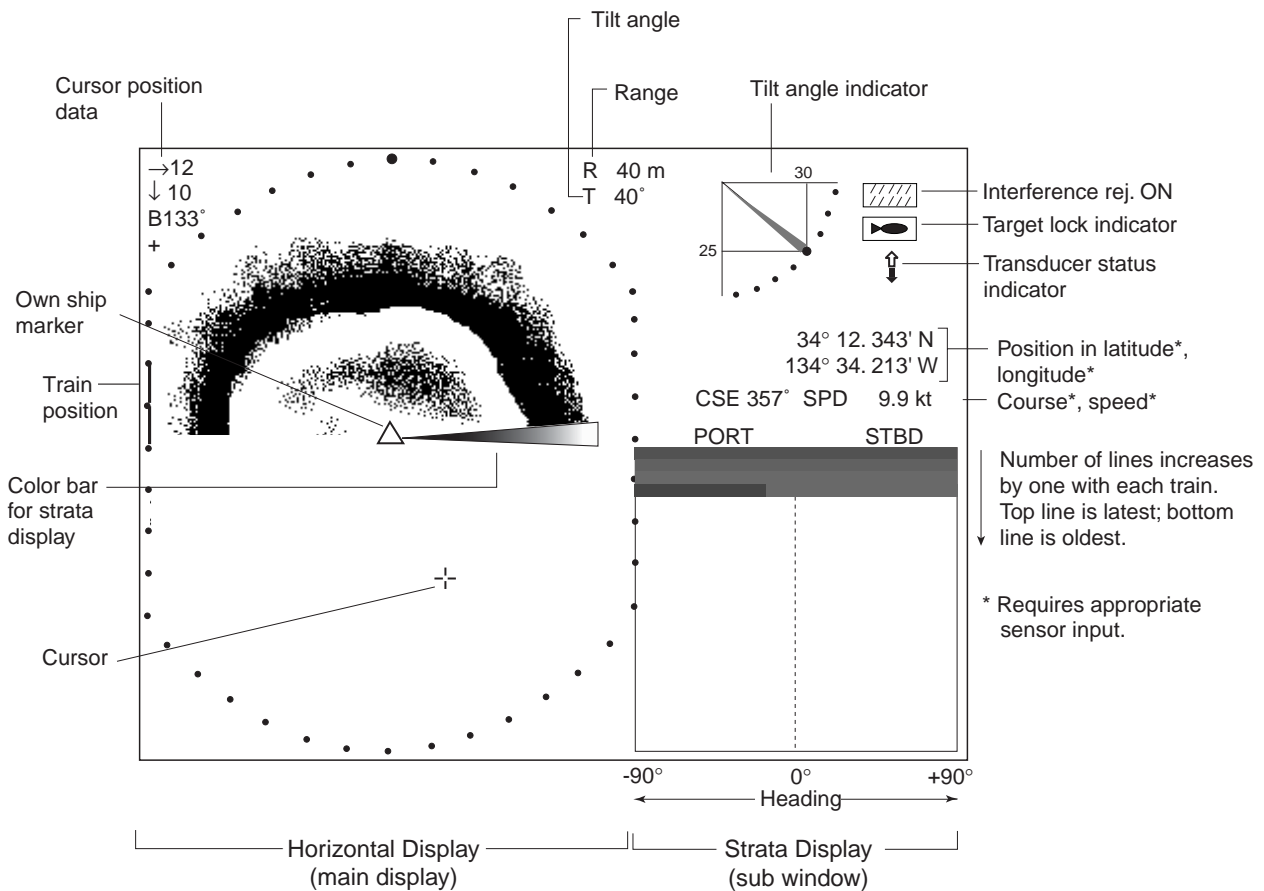 Tilt angle
Cursor position
data
Range
Tilt angle indicator
→12
↓ 10
B133°
+
R 40 m
T 40°
30
25
Interference rej. ON
Target lock indicator
Transducer status
indicator
Own ship
marker
34° 12. 343' N
134° 34. 213' W
Position in latitude*,
longitude*
Train
position
CSE 357° SPD 9.9 kt
Course*, speed*
PORT STBD
Number of lines increases
by one with each train.
Top line is latest; bottom
line is oldest.
Color bar
for strata
display
* Requires appropriate
sensor input.
Cursor
-90° 0° +90°
Heading
Horizontal Display
(main display)
Strata Display
(sub window)